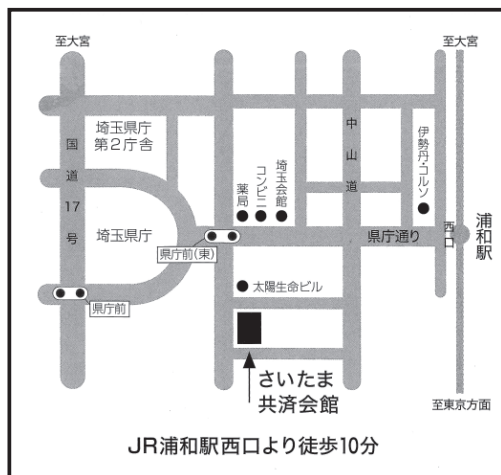 至大宮
至大宮
国道17号
埼玉県庁
第2庁舎
中山道
伊勢丹・コルソ
埼玉会館
コンビニ
薬局
埼玉県庁
県庁前(東)
県庁通り
西口
浦和駅
太陽生命ビル
県庁前
さいたま
共済会館
至東京方面
JR浦和駅西口より徒歩10分